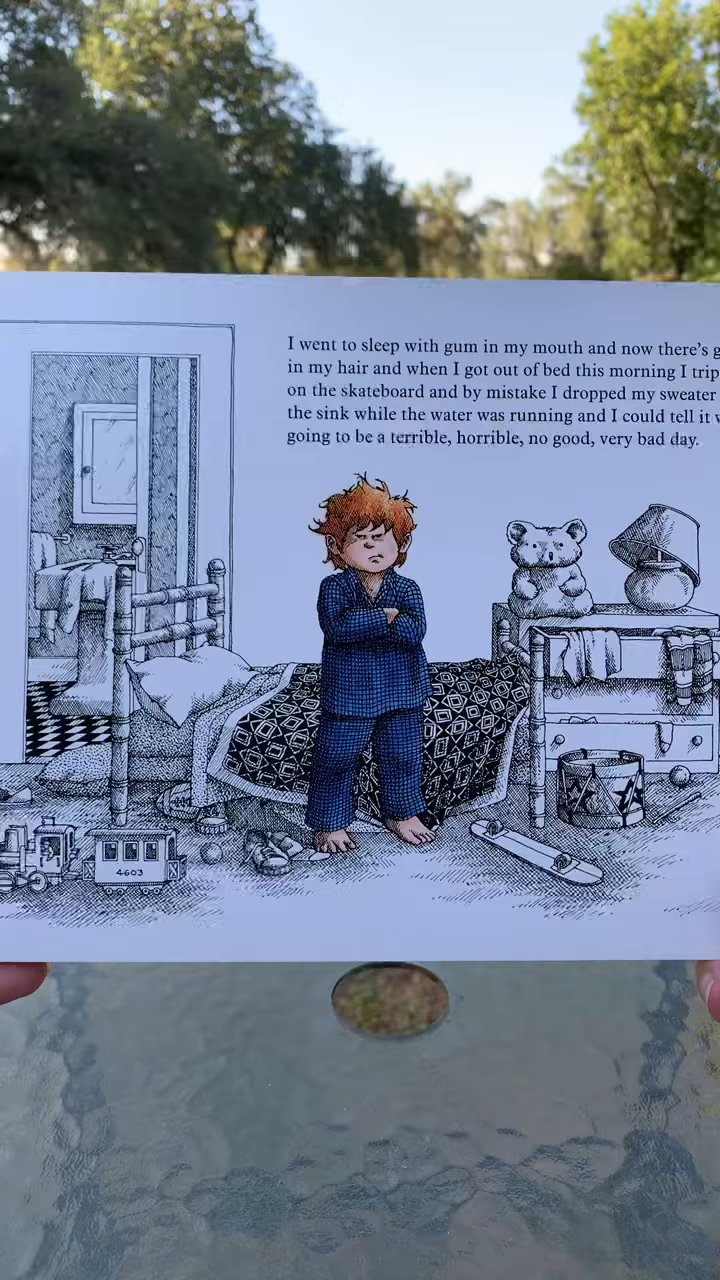 I went to sleep with gum in my mouth and now there's
in my hair and when I got out of bed this morning I
on the skateboard and by mistake I dropped my sweater
the sink while the water was running and I could tell it
going to be a terrible, horrible, no good, very bad day.
4603